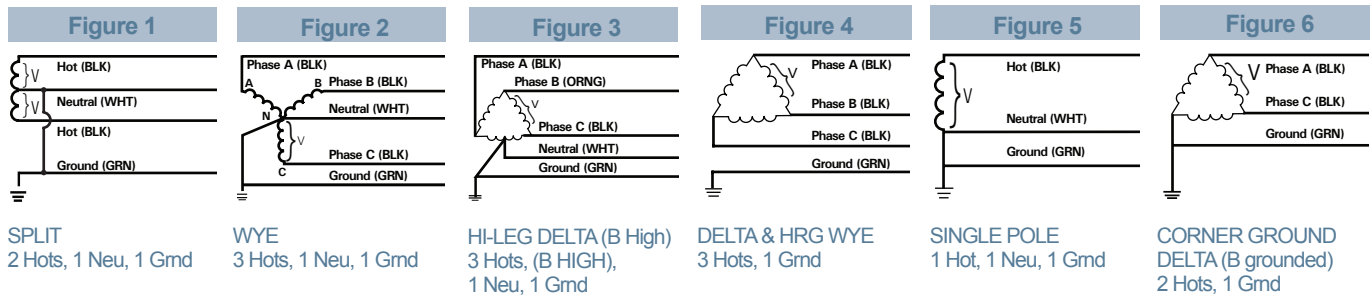 Figure 1
Hot (BLK)
V
Neutral (WHT)
V
Hot (BLK)
Ground (GRN)
SPLIT
2 Hots, 1 Neu, 1 Grnd
Figure 2
Phase A (BLK)
A
B
Phase B (BLK)
N
Neutral (WHT)
V
Phase C (BLK)
C
Ground (GRN)
WYE
3 Hots, 1 Neu, 1 Grnd
Figure 3
Phase A (BLK)
Phase B (ORNG)
V
Phase C (BLK)
Neutral (WHT)
Ground (GRN)
HI-LEG DELTA (B High)
3 Hots, (B HIGH),
1 Neu, 1 Grnd
Figure 4
V
Phase A (BLK)
Phase B (BLK)
Phase C (BLK)
Ground (GRN)
DELTA & HRG WYE
3 Hots, 1 Grnd
Figure 5
Hot (BLK)
V
Neutral (WHT)
Ground (GRN)
SINGLE POLE
1 Hot, 1 Neu, 1 Grnd
Figure 6
V
Phase A (BLK)
Phase C (BLK)
Ground (GRN)
CORNER GROUND
DELTA (B grounded)
2 Hots, 1 Grnd